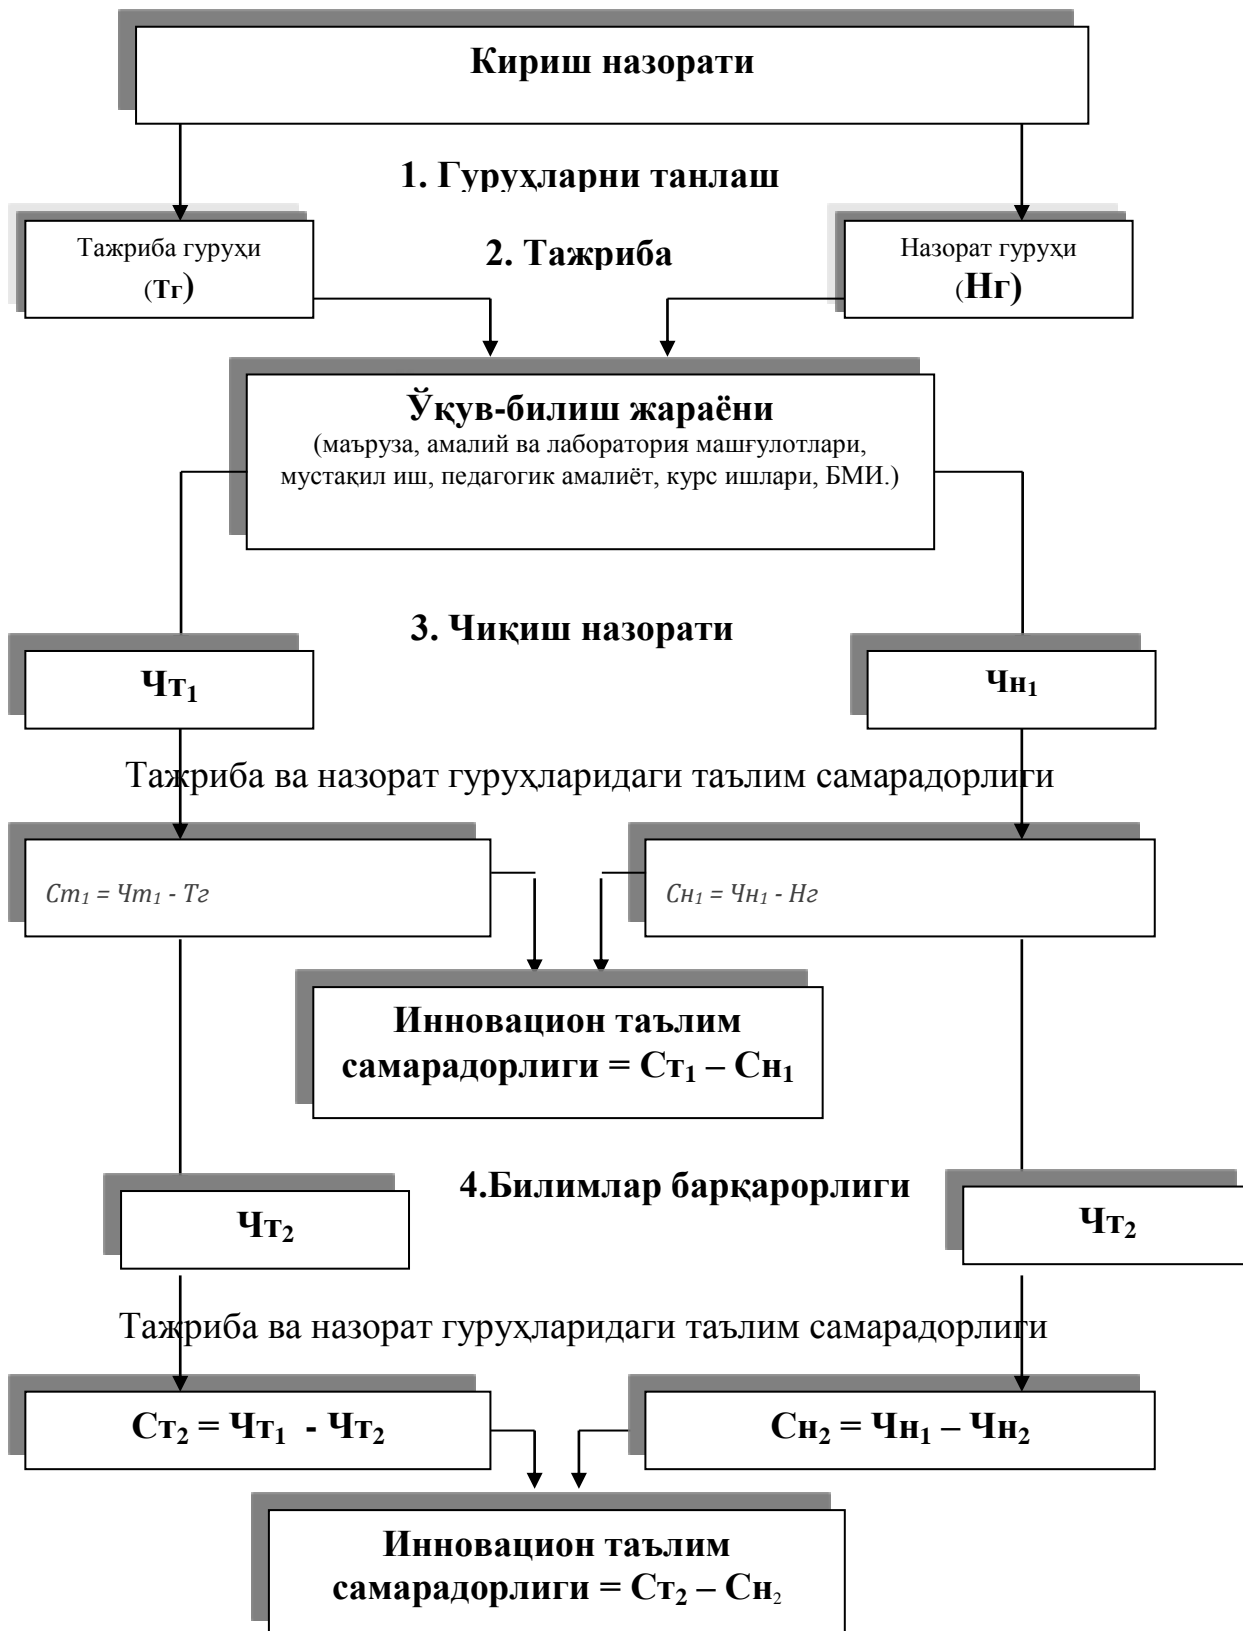 Кириш назорати
1. Гуруҳларни танлаш
Тажриба гуруҳи
(Тг)
2. Тажриба
Назорат гуруҳи
(Нг)
Ўқув-билиш жараёни
(маъруза, амалий ва лаборатория машғулотлари,
мустақил иш, педагогик амалиёт, курс ишлари, БМИ.)
3. Чиқиш назорати
Чт₁
Чн₁
Тажриба ва назорат гуруҳларидаги таълим самарадорлиги
Ст₁ = Чт₁ - Тг
Сн₁ = Чн₁ - Нг
Инновацион таълим
самарадорлиги = Ст₁ – Сн₁
4.Билимлар барқарорлиги
Чт₂
Чт₂
Тажриба ва назорат гуруҳларидаги таълим самарадорлиги
Ст₂ = Чт₁ - Чт₂
Сн₂ = Чн₁ – Чн₂
Инновацион таълим
самарадорлиги = Ст₂ – Сн₂